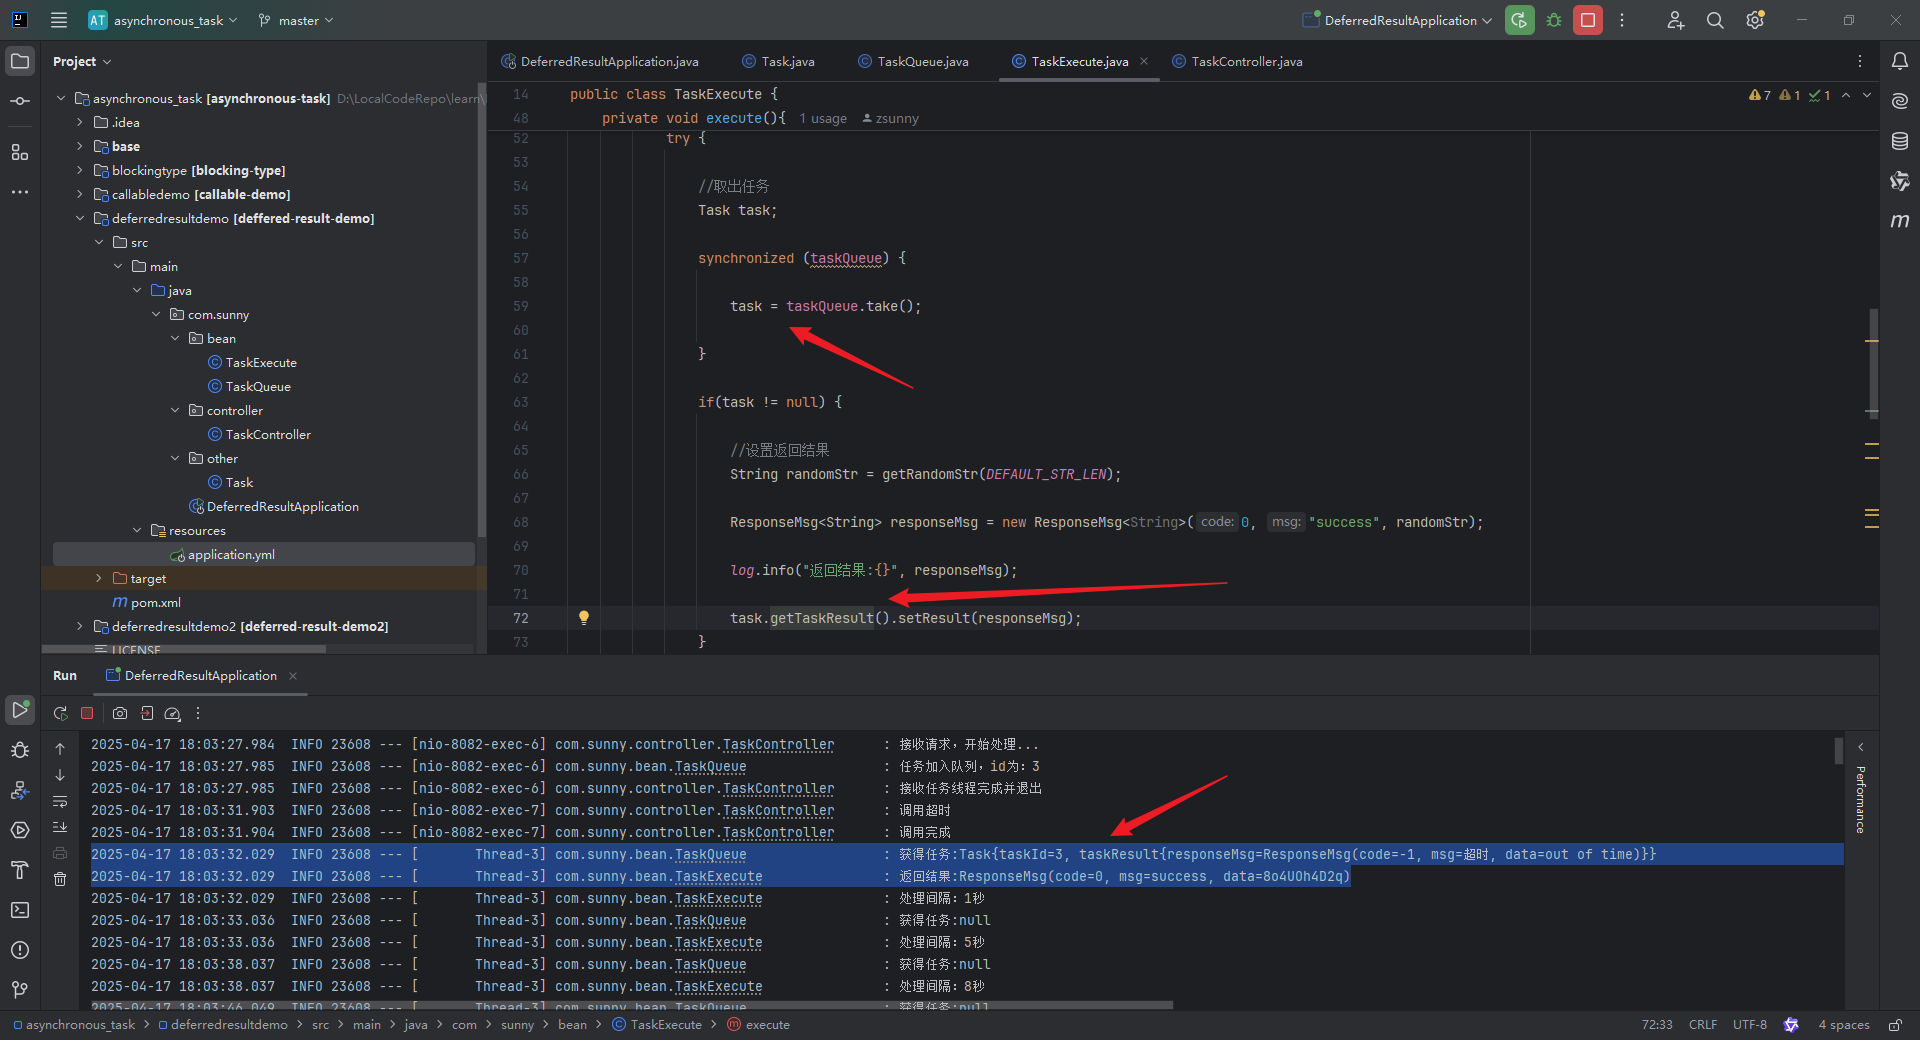 AT asynchronous_task master DeferredResultApplication
Project
asynchronous_task [asynchronous-task] D:\LocalCodeRepo\learn\
.idea
base
blockingtype [blocking-type]
callabledemo [callable-demo]
deferredresultdemo [deffered-result-demo]
src
main
java
com.sunny
bean
TaskExecute
TaskQueue
controller
TaskController
other
Task
DeferredResultApplication
resources
application.yml
target
pom.xml
deferredresultdemo2 [deferred-result-demo2]
LICENSE
DeferredResultApplication.java Task.java TaskQueue.java TaskExecute.java TaskController.java
14 public class TaskExecute { 7 1 1
48 private void execute(){ 1 usage zsunny
52 try {
53
54 //取出任务
55 Task task;
56
57 synchronized (taskQueue) {
58
59 task = taskQueue.take();
60
61 }
62
63 if(task != null) {
64
65 //设置返回结果
66 String randomStr = getRandomStr(DEFAULT_STR_LEN);
67
68 ResponseMsg<String> responseMsg = new ResponseMsg<String>( code: 0, msg: "success", randomStr);
69
70 log.info("返回结果:{}", responseMsg);
71
72 task.getTaskResult().setResult(responseMsg);
73 }
Run DeferredResultApplication
2025-04-17 18:03:27.984 INFO 23608 --- [nio-8082-exec-6] com.sunny.controller.TaskController : 接收请求，开始处理...
2025-04-17 18:03:27.985 INFO 23608 --- [nio-8082-exec-6] com.sunny.bean.TaskQueue : 任务加入队列，id为：3
2025-04-17 18:03:27.985 INFO 23608 --- [nio-8082-exec-6] com.sunny.controller.TaskController : 接收任务线程完成并退出
2025-04-17 18:03:31.903 INFO 23608 --- [nio-8082-exec-7] com.sunny.controller.TaskController : 调用超时
2025-04-17 18:03:31.904 INFO 23608 --- [nio-8082-exec-7] com.sunny.controller.TaskController : 调用完成
2025-04-17 18:03:32.029 INFO 23608 --- [ Thread-3] com.sunny.bean.TaskQueue : 获得任务:Task{taskId=3, taskResult{responseMsg=ResponseMsg(code=-1, msg=超时, data=out of time)}}
2025-04-17 18:03:32.029 INFO 23608 --- [ Thread-3] com.sunny.bean.TaskExecute : 返回结果:ResponseMsg(code=0, msg=success, data=8o4UOh4D2q)
2025-04-17 18:03:32.029 INFO 23608 --- [ Thread-3] com.sunny.bean.TaskExecute : 处理间隔：1秒
2025-04-17 18:03:33.036 INFO 23608 --- [ Thread-3] com.sunny.bean.TaskQueue : 获得任务:null
2025-04-17 18:03:33.036 INFO 23608 --- [ Thread-3] com.sunny.bean.TaskExecute : 处理间隔：5秒
2025-04-17 18:03:38.037 INFO 23608 --- [ Thread-3] com.sunny.bean.TaskQueue : 获得任务:null
2025-04-17 18:03:38.037 INFO 23608 --- [ Thread-3] com.sunny.bean.TaskExecute : 处理间隔：8秒
2025-04-17 18:03:46.049 INFO 23608 --- [ Thread-3] com.sunny.bean.TaskQueue : 获得任务:null
Performance
asynchronous_task > deferredresultdemo > src > main > java > com > sunny > bean > TaskExecute > execute 72:33 CRLF UTF-8 4 spaces